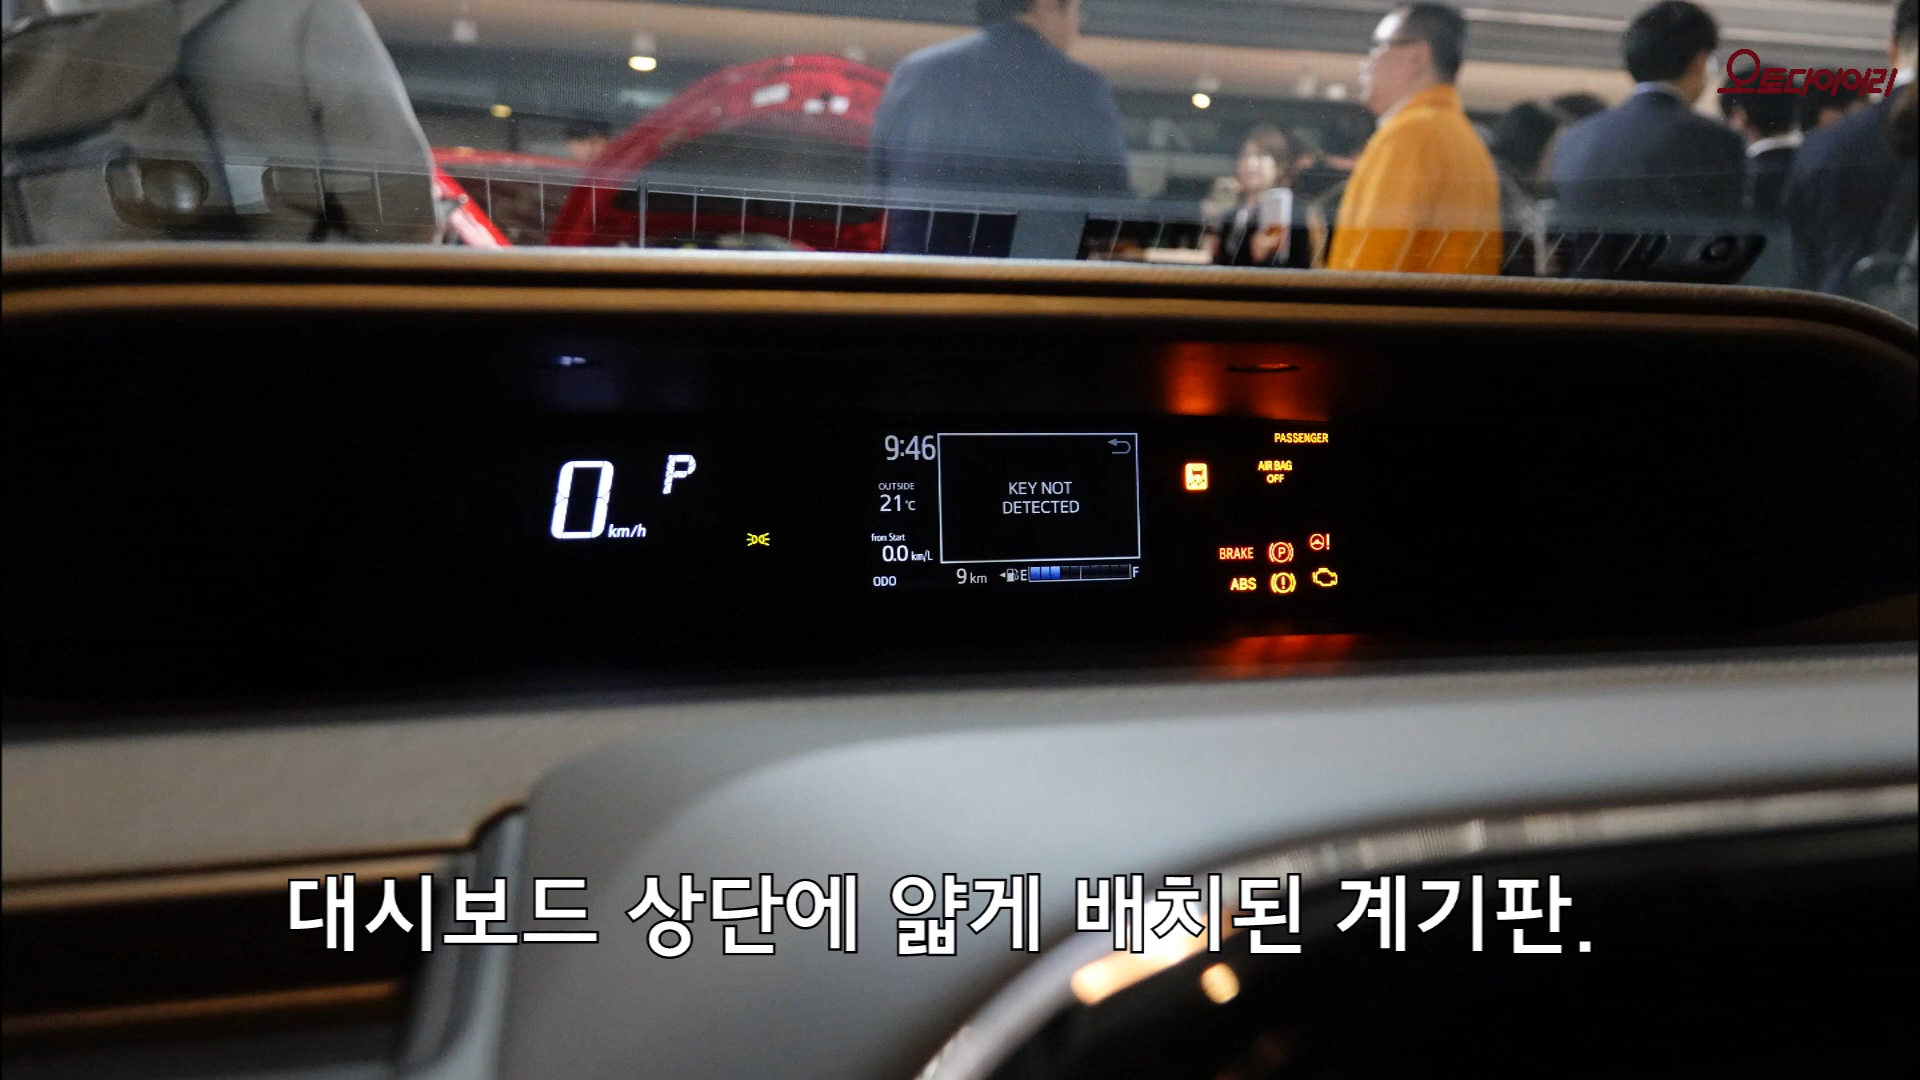 오토다이어리
0 km/h
P
9:46
OUTSIDE
21°C
from Start
0.0 km/L
ODO
9 km
E
F
KEY NOT
DETECTED
PASSENGER
AIR BAG
OFF
BRAKE
P
!
ABS
!
대시보드 상단에 얇게 배치된 계기판.